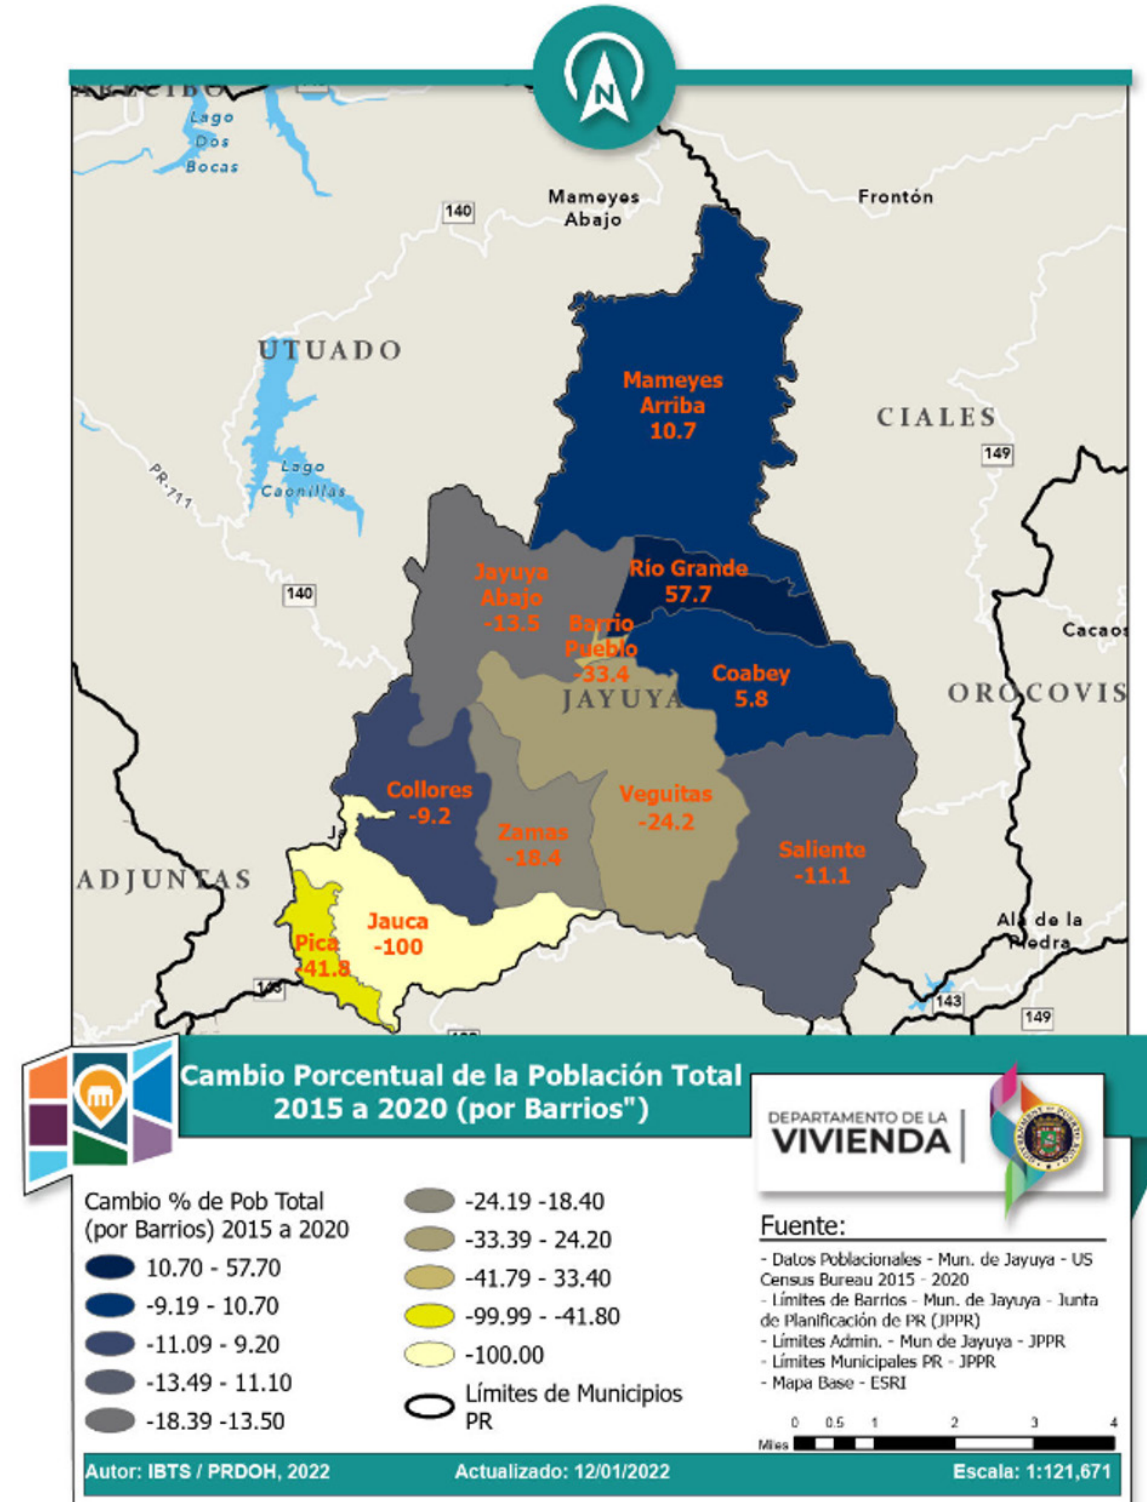 N
ARECIBO
Lago
Dos
Bocas
140
Mameyes
Abajo
Frontón
UTUADO
Mameyes
Arriba
10.7
CIALES
149
PR-711
Lago
Caonillas
Jayuya
Abajo
-13.5
Río Grande
57.7
140
Barrio
Pueblo
-33.4
Cacaos
Coabey
5.8
JAYUYA
OROCOVIS
Collores
-9.2
Veguitas
-24.2
Zamas
-18.4
Saliente
-11.1
ADJUNTAS
Jauca
-100
Pica
-41.8
de la
Piedra
143
143
149
Cambio Porcentual de la Población Total
2015 a 2020 (por Barrios")
DEPARTAMENTO DE LA
VIVIENDA
Cambio % de Pob Total
(por Barrios) 2015 a 2020
10.70 - 57.70
-9.19 - 10.70
-11.09 - 9.20
-13.49 - 11.10
-18.39 -13.50
-24.19 -18.40
-33.39 - 24.20
-41.79 - 33.40
-99.99 - -41.80
-100.00
Límites de Municipios
PR
Fuente:
- Datos Poblacionales - Mun. de Jayuya - US
Census Bureau 2015 - 2020
- Límites de Barrios - Mun. de Jayuya - Junta
de Planificación de PR (JPPR)
- Límites Admin. - Mun de Jayuya - JPPR
- Límites Municipales PR - JPPR
- Mapa Base - ESRI
0 0.5 1 2 3 4
Miles
Autor: IBTS / PRDOH, 2022
Actualizado: 12/01/2022
Escala: 1:121,671